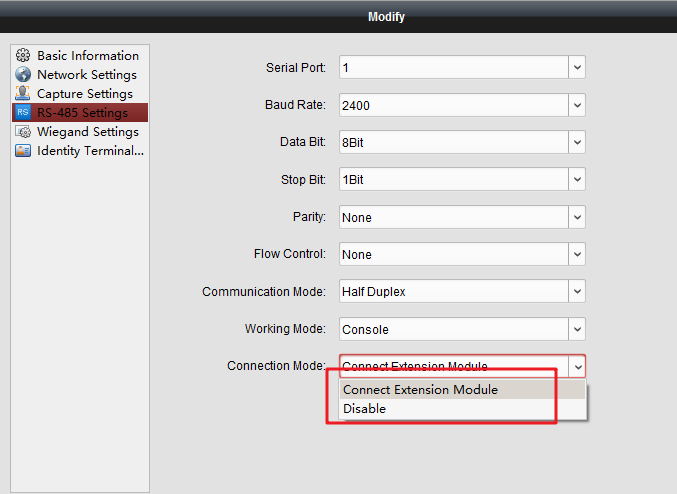 Modify
Basic Information
Network Settings
Capture Settings
RS RS-485 Settings
Wiegand Settings
Identity Terminal...
Serial Port: 1
Baud Rate: 2400
Data Bit: 8Bit
Stop Bit: 1Bit
Parity: None
Flow Control: None
Communication Mode: Half Duplex
Working Mode: Console
Connection Mode: Connect Extension Module
Connect Extension Module
Disable